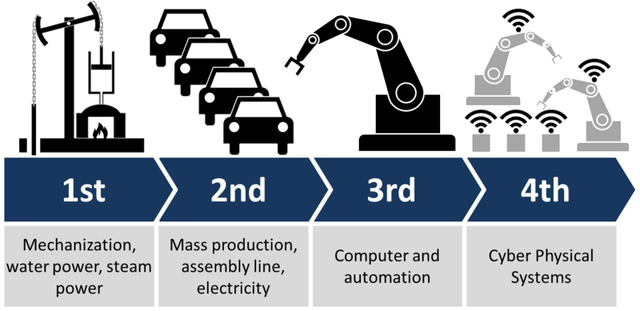 1st
2nd
3rd
4th
Mechanization,
water power, steam
power
Mass production,
assembly line,
electricity
Computer and
automation
Cyber Physical
Systems